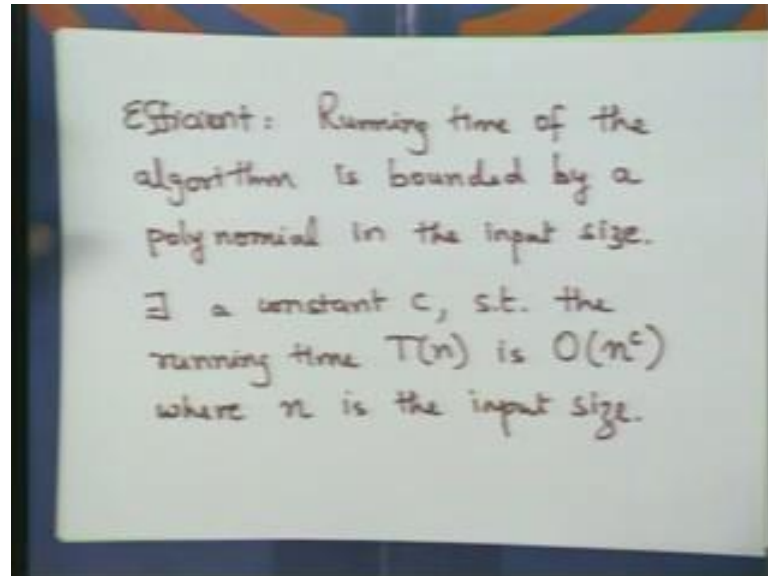 Efficient: Running time of the
algorithm is bounded by a
polynomial in the input size.
∃ a constant c, s.t. the
running time T(n) is O(n^c)
where n is the input size.